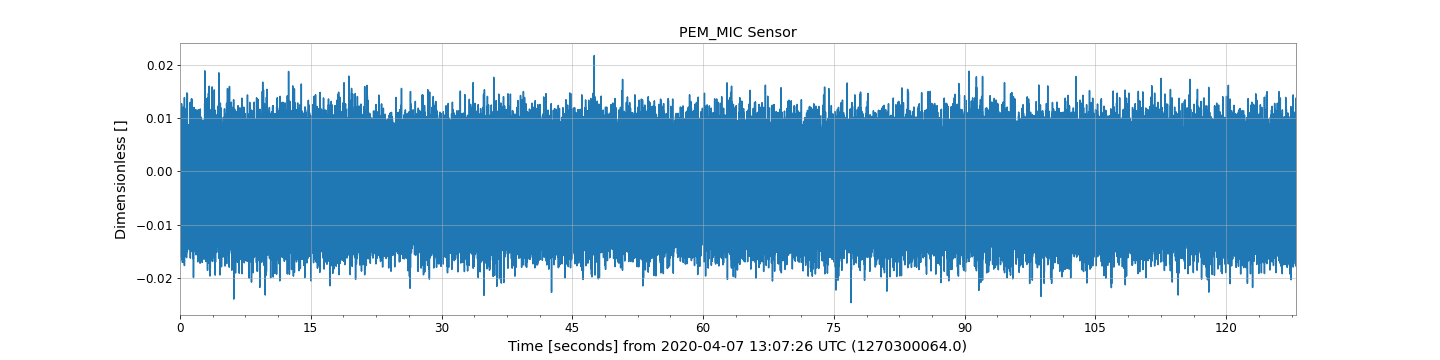 PEM_MIC Sensor
0.02
0.01
0.00
−0.01
−0.02
Dimensionless []
0 15 30 45 60 75 90 105 120
Time [seconds] from 2020-04-07 13:07:26 UTC (1270300064.0)